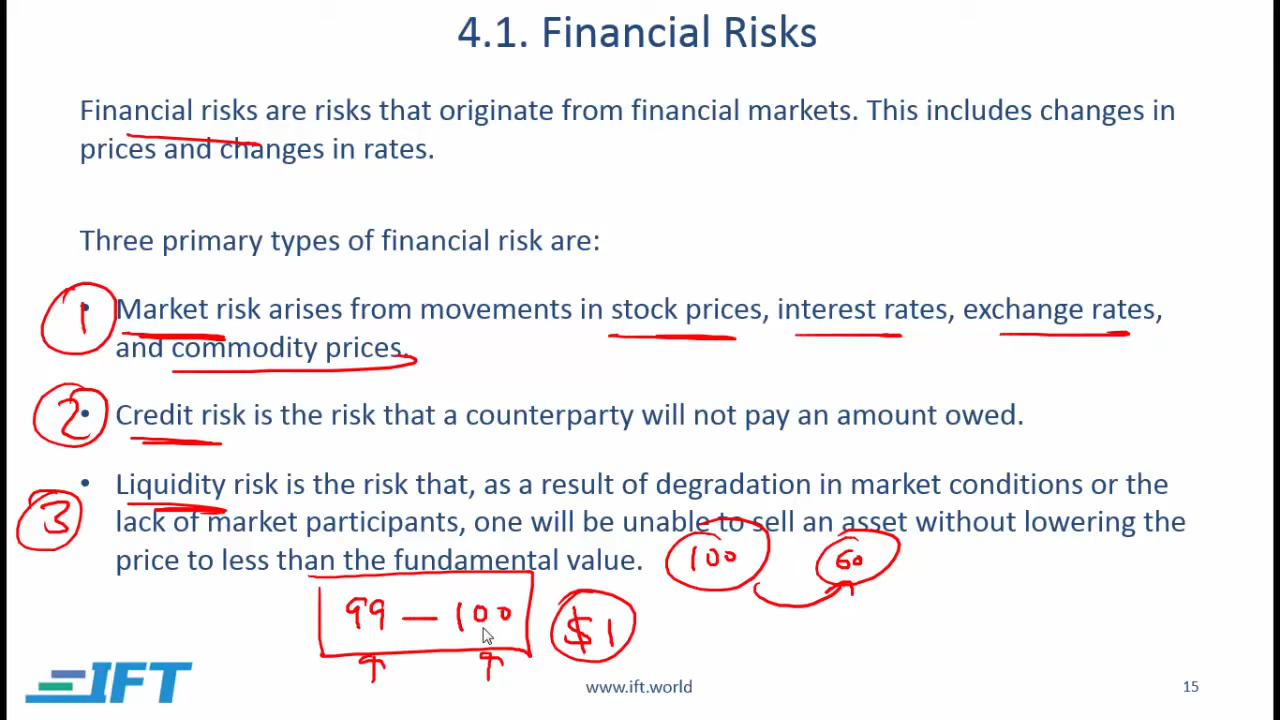 4.1. Financial Risks
Financial risks are risks that originate from financial markets. This includes changes in
prices and changes in rates.
Three primary types of financial risk are:
1
• Market risk arises from movements in stock prices, interest rates, exchange rates,
and commodity prices.
2
• Credit risk is the risk that a counterparty will not pay an amount owed.
3
• Liquidity risk is the risk that, as a result of degradation in market conditions or the
lack of market participants, one will be unable to sell an asset without lowering the
price to less than the fundamental value.
100
99 — 100
$1
IFT
www.ift.world
15